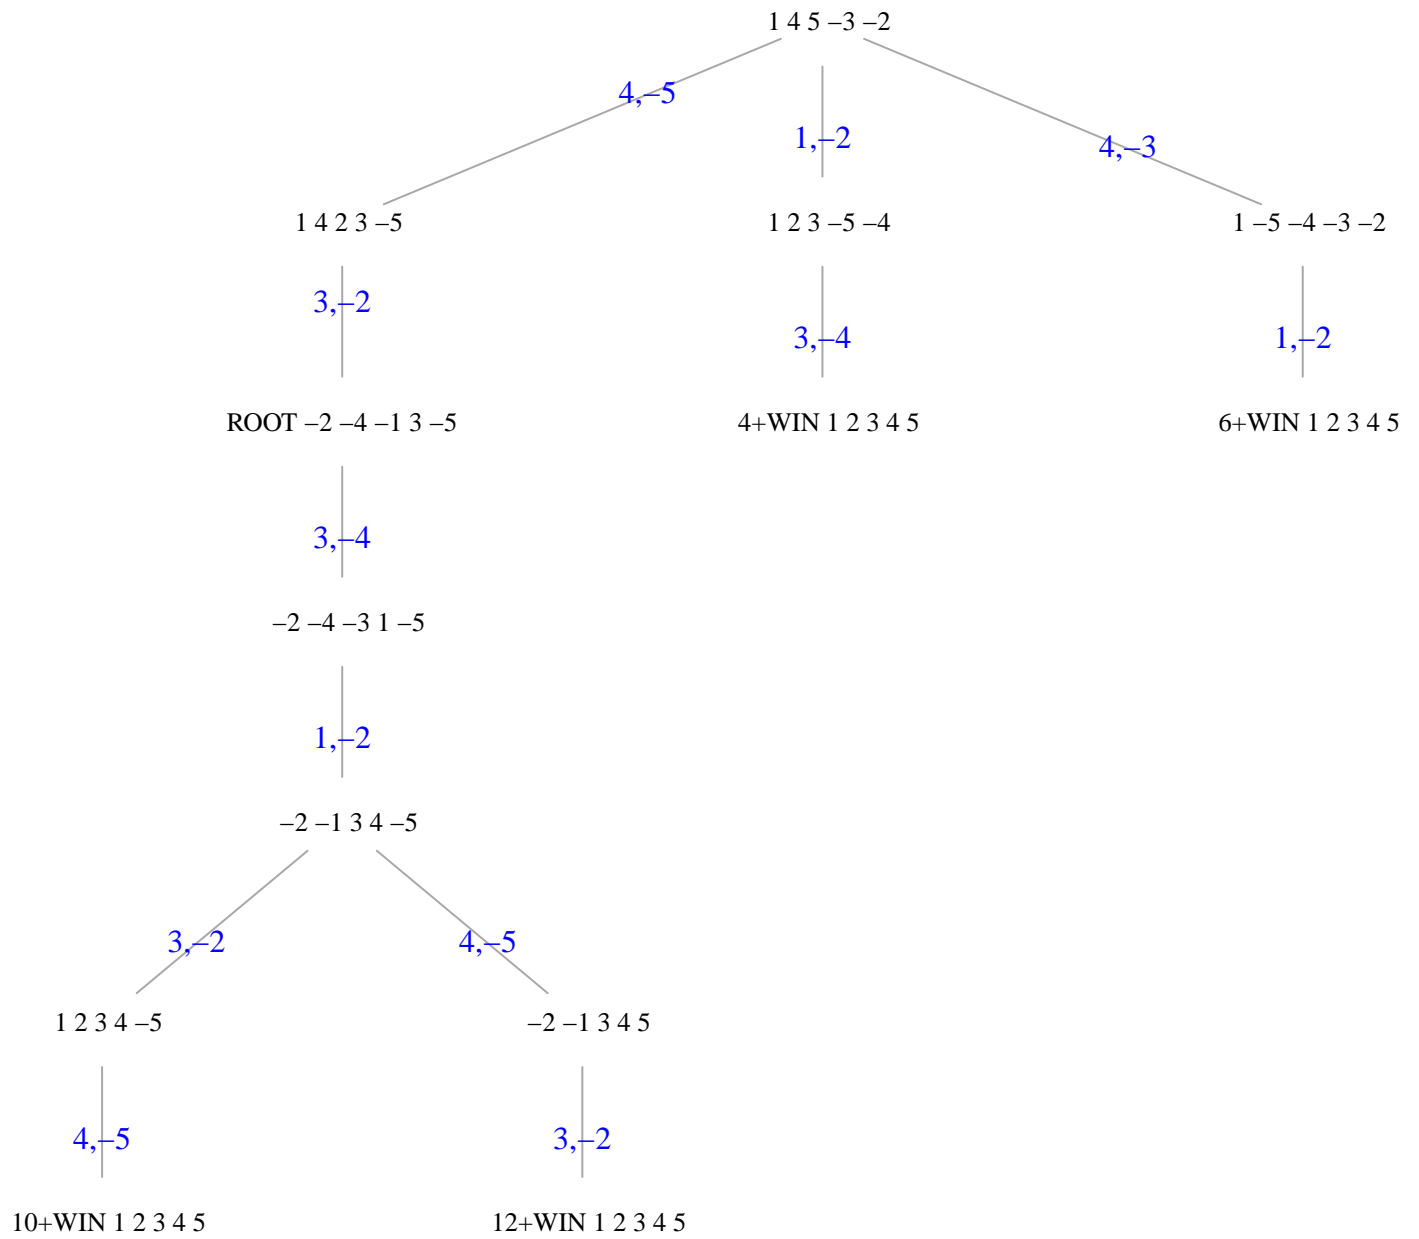 1 4 5 –3 –2
4,–5
1,–2
4,–3
1 4 2 3 –5
1 2 3 –5 –4
1 –5 –4 –3 –2
3,–2
3,–4
1,–2
ROOT –2 –4 –1 3 –5
4+WIN 1 2 3 4 5
6+WIN 1 2 3 4 5
3,–4
–2 –4 –3 1 –5
1,–2
–2 –1 3 4 –5
3,–2
4,–5
1 2 3 4 –5
–2 –1 3 4 5
4,–5
3,–2
10+WIN 1 2 3 4 5
12+WIN 1 2 3 4 5